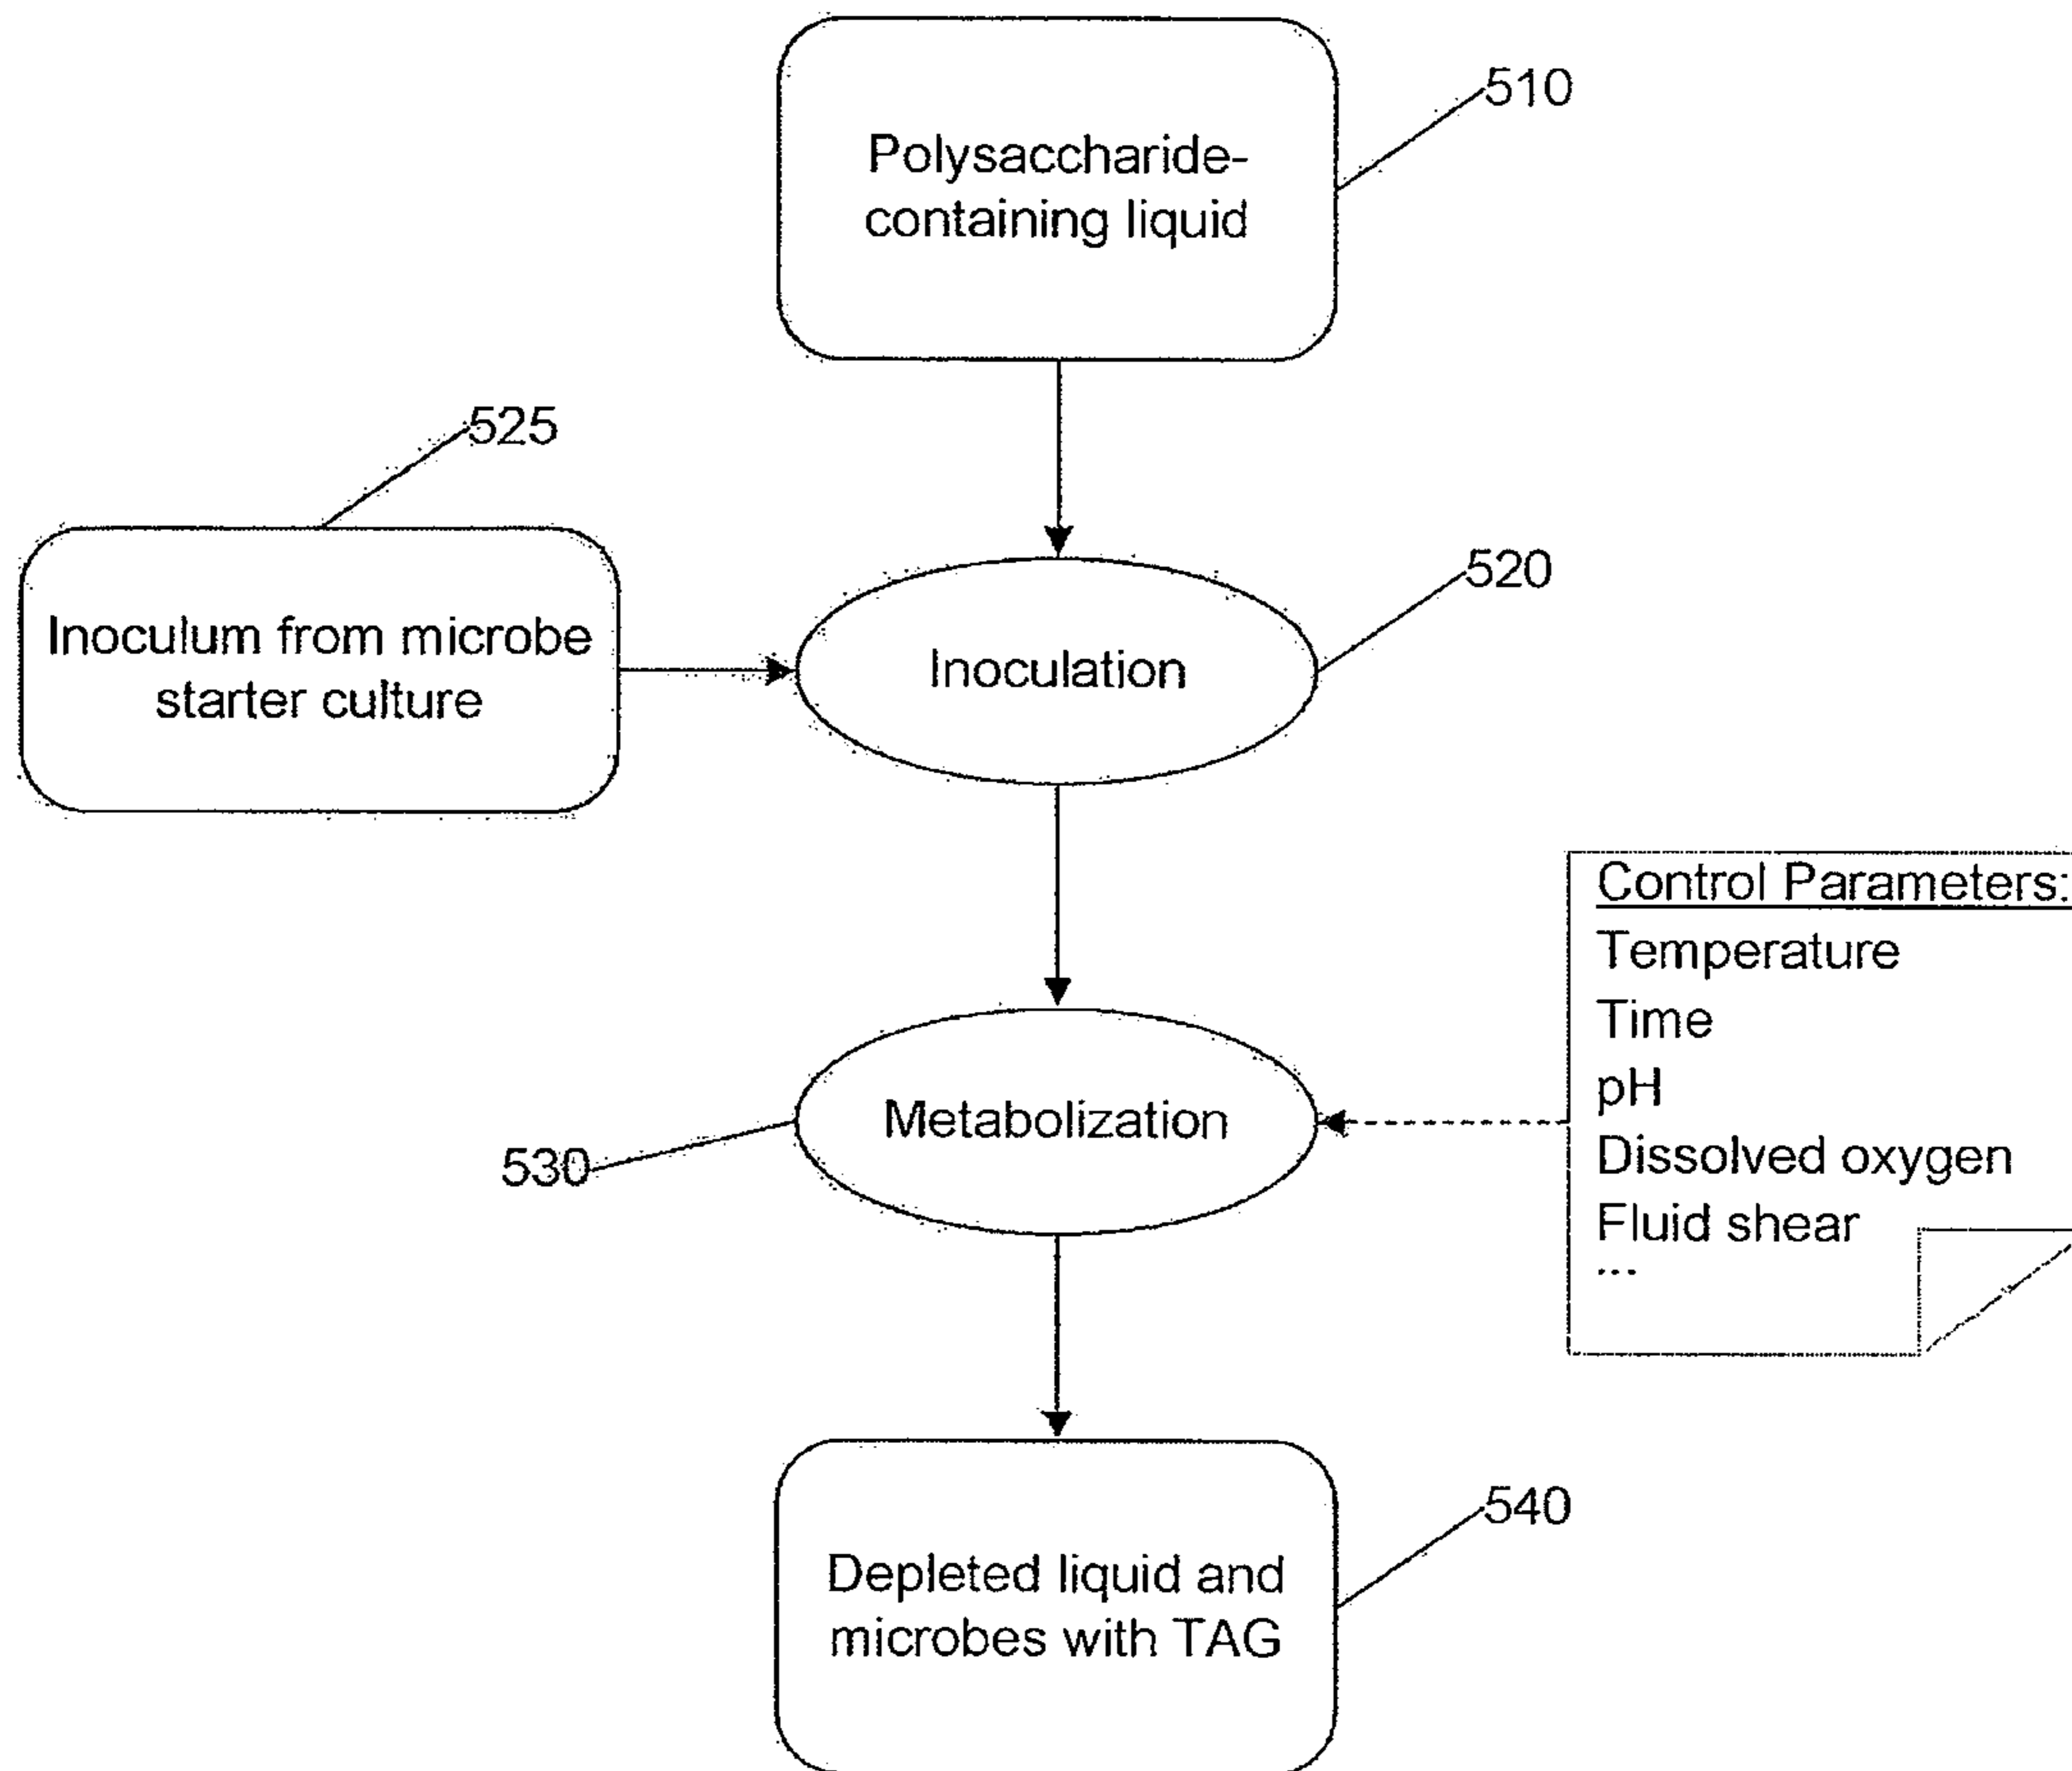 510
Polysaccharide-
containing liquid
525
520
Inoculum from microbe
starter culture
Inoculation
Control Parameters:
Temperature
Time
pH
Dissolved oxygen
Fluid shear
...
Metabolization
530
540
Depleted liquid and
microbes with TAG